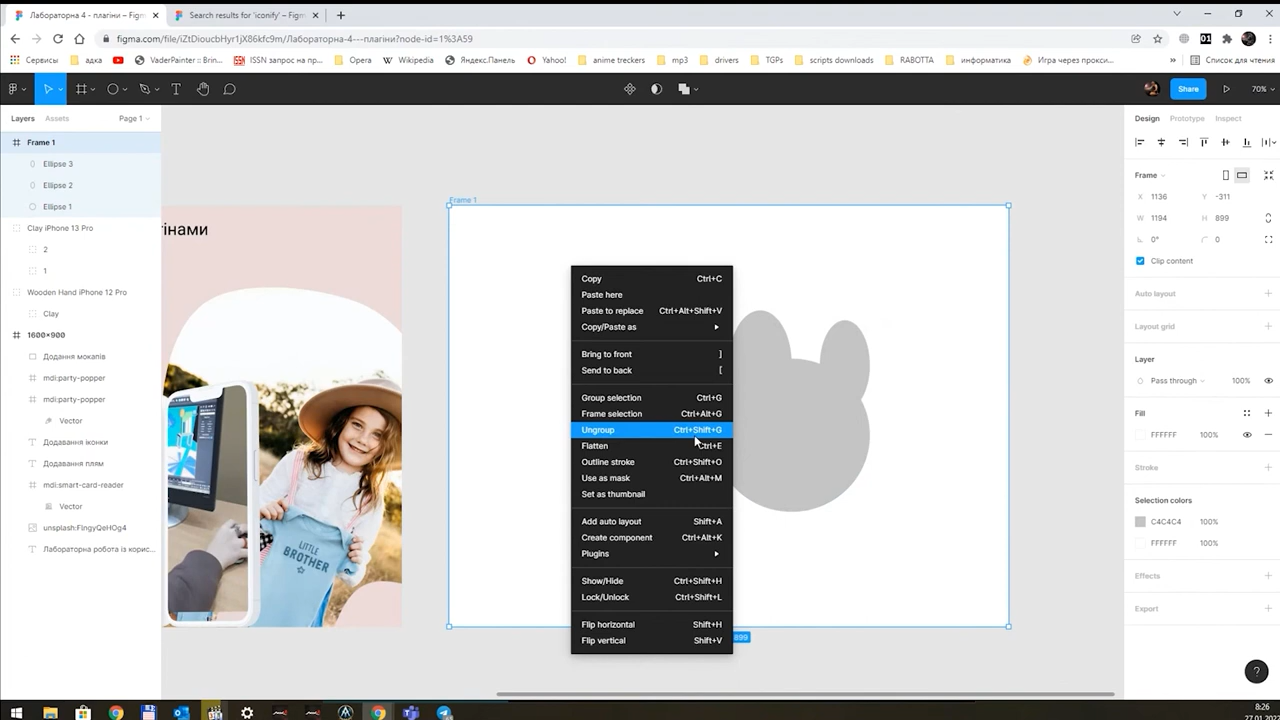 Лабораторна 4 - плагіни – Figm
Search results for 'iconify' – Figm
figma.com/file/iZtDioucbHyr1jX86kfc9m/Лабораторна-4---плагіни?node-id=1%3A59
Сервисы
адка
VaderPainter :: Brin...
ISSN запрос на пр...
Opera
Wikipedia
Яндекс.Панель
Yahoo!
anime treckers
mp3
drivers
TGPs
scripts downloads
RABOTTA
информатика
Игра через прокси...
»
Список для чтения
Share
70%
Layers
Assets
Page 1
Design
Prototype
Inspect
Frame 1
Ellipse 3
Ellipse 2
Ellipse 1
Clay iPhone 13 Pro
2
1
Wooden Hand iPhone 12 Pro
Clay
1600×900
Додання мокапів
mdi:party-popper
mdi:party-popper
Vector
Додавання іконки
Додавання плям
mdi:smart-card-reader
Vector
unsplash:FIngyQeHOg4
Лабораторна робота із корис...
гінами
LITTLE
BROTHER
Frame 1
899
Copy Ctrl+C
Paste here
Paste to replace Ctrl+Alt+Shift+V
Copy/Paste as
Bring to front ]
Send to back [
Group selection Ctrl+G
Frame selection Ctrl+Alt+G
Ungroup Ctrl+Shift+G
Flatten Ctrl+E
Outline stroke Ctrl+Shift+O
Use as mask Ctrl+Alt+M
Set as thumbnail
Add auto layout Shift+A
Create component Ctrl+Alt+K
Plugins
Show/Hide Ctrl+Shift+H
Lock/Unlock Ctrl+Shift+L
Flip horizontal Shift+H
Flip vertical Shift+V
Frame
X 1136 Y -311
W 1194 H 899
0° 0
Clip content
Auto layout
Layout grid
Layer
Pass through 100%
Fill
FFFFFF 100%
Stroke
Selection colors
C4C4C4 100%
FFFFFF 100%
Effects
Export
?
8:26